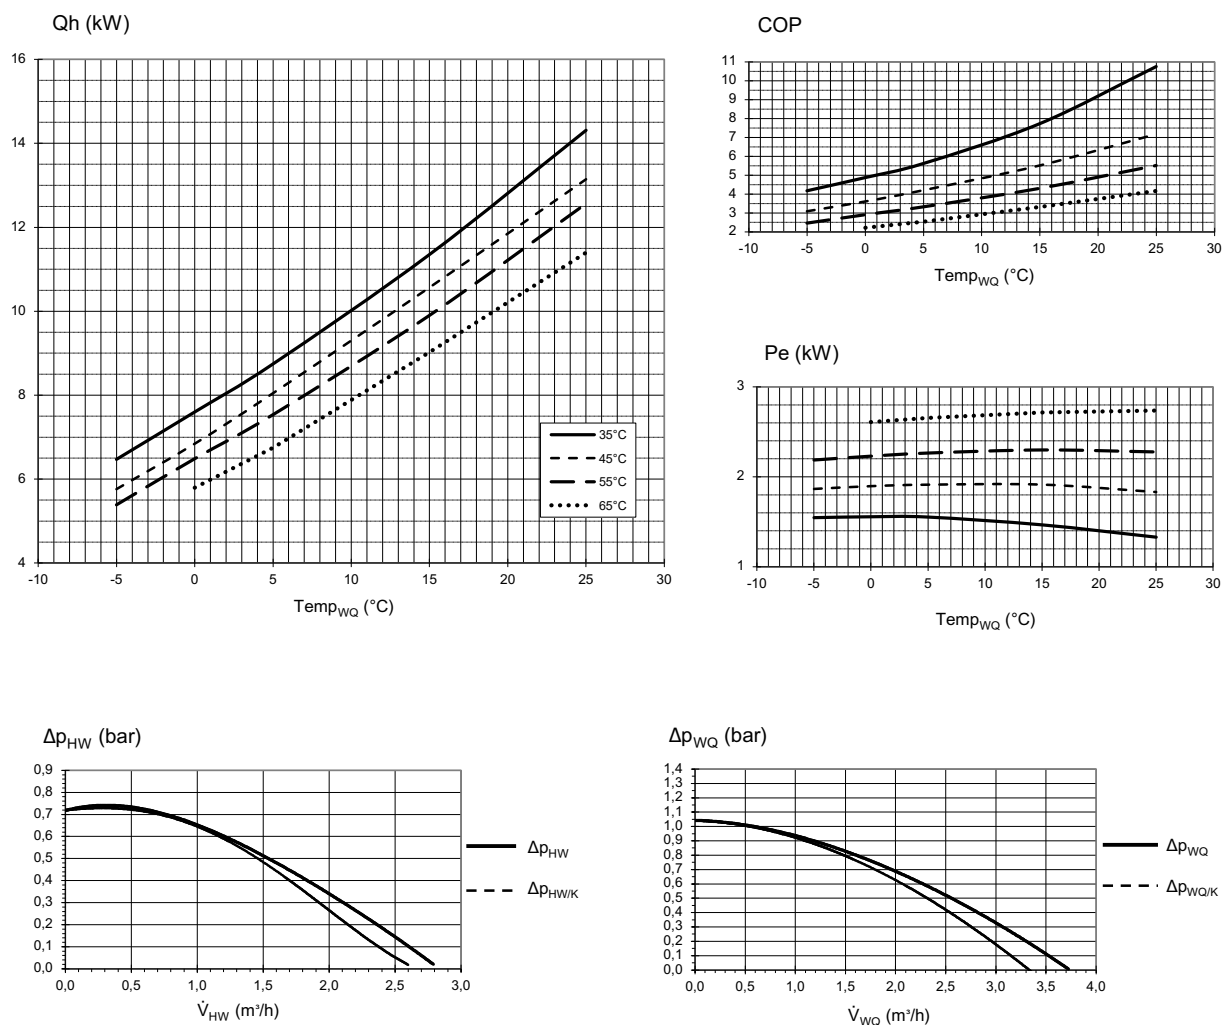 Qh (kW)
16
14
12
10
8
6
4
-10 -5 0 5 10 15 20 25 30
Temp_WQ (°C)
35°C
45°C
55°C
65°C
COP
11
10
9
8
7
6
5
4
3
2
-10 -5 0 5 10 15 20 25 30
Temp_WQ (°C)
Pe (kW)
3
2
1
-10 -5 0 5 10 15 20 25 30
Temp_WQ (°C)
Δp_HW (bar)
0,9
0,8
0,7
0,6
0,5
0,4
0,3
0,2
0,1
0,0
0,0 0,5 1,0 1,5 2,0 2,5 3,0
V̇_HW (m³/h)
Δp_HW
Δp_HW/K
Δp_WQ (bar)
1,4
1,3
1,2
1,1
1,0
0,9
0,8
0,7
0,6
0,5
0,4
0,3
0,2
0,1
0,0
0,0 0,5 1,0 1,5 2,0 2,5 3,0 3,5 4,0
V̇_WQ (m³/h)
Δp_WQ
Δp_WQ/K